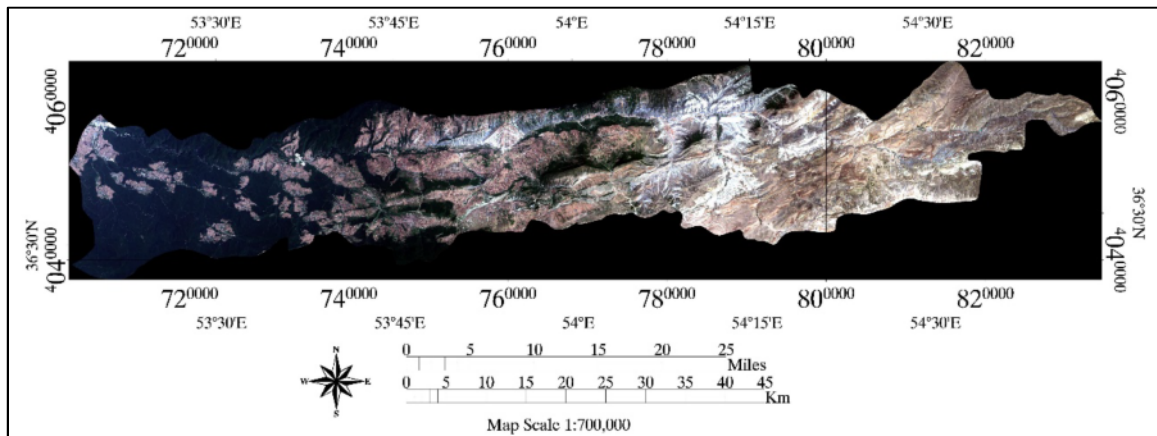 53°30'E 53°45'E 54°E 54°15'E 54°30'E
720000 740000 760000 780000 800000 820000
4060000 4060000
36°30'N 4040000 4040000 36°30'N
720000 740000 760000 780000 800000 820000
53°30'E 53°45'E 54°E 54°15'E 54°30'E
N
W E
S
0 5 10 15 20 25
Miles
0 5 10 15 20 25 30 35 40 45
Km
Map Scale 1:700,000